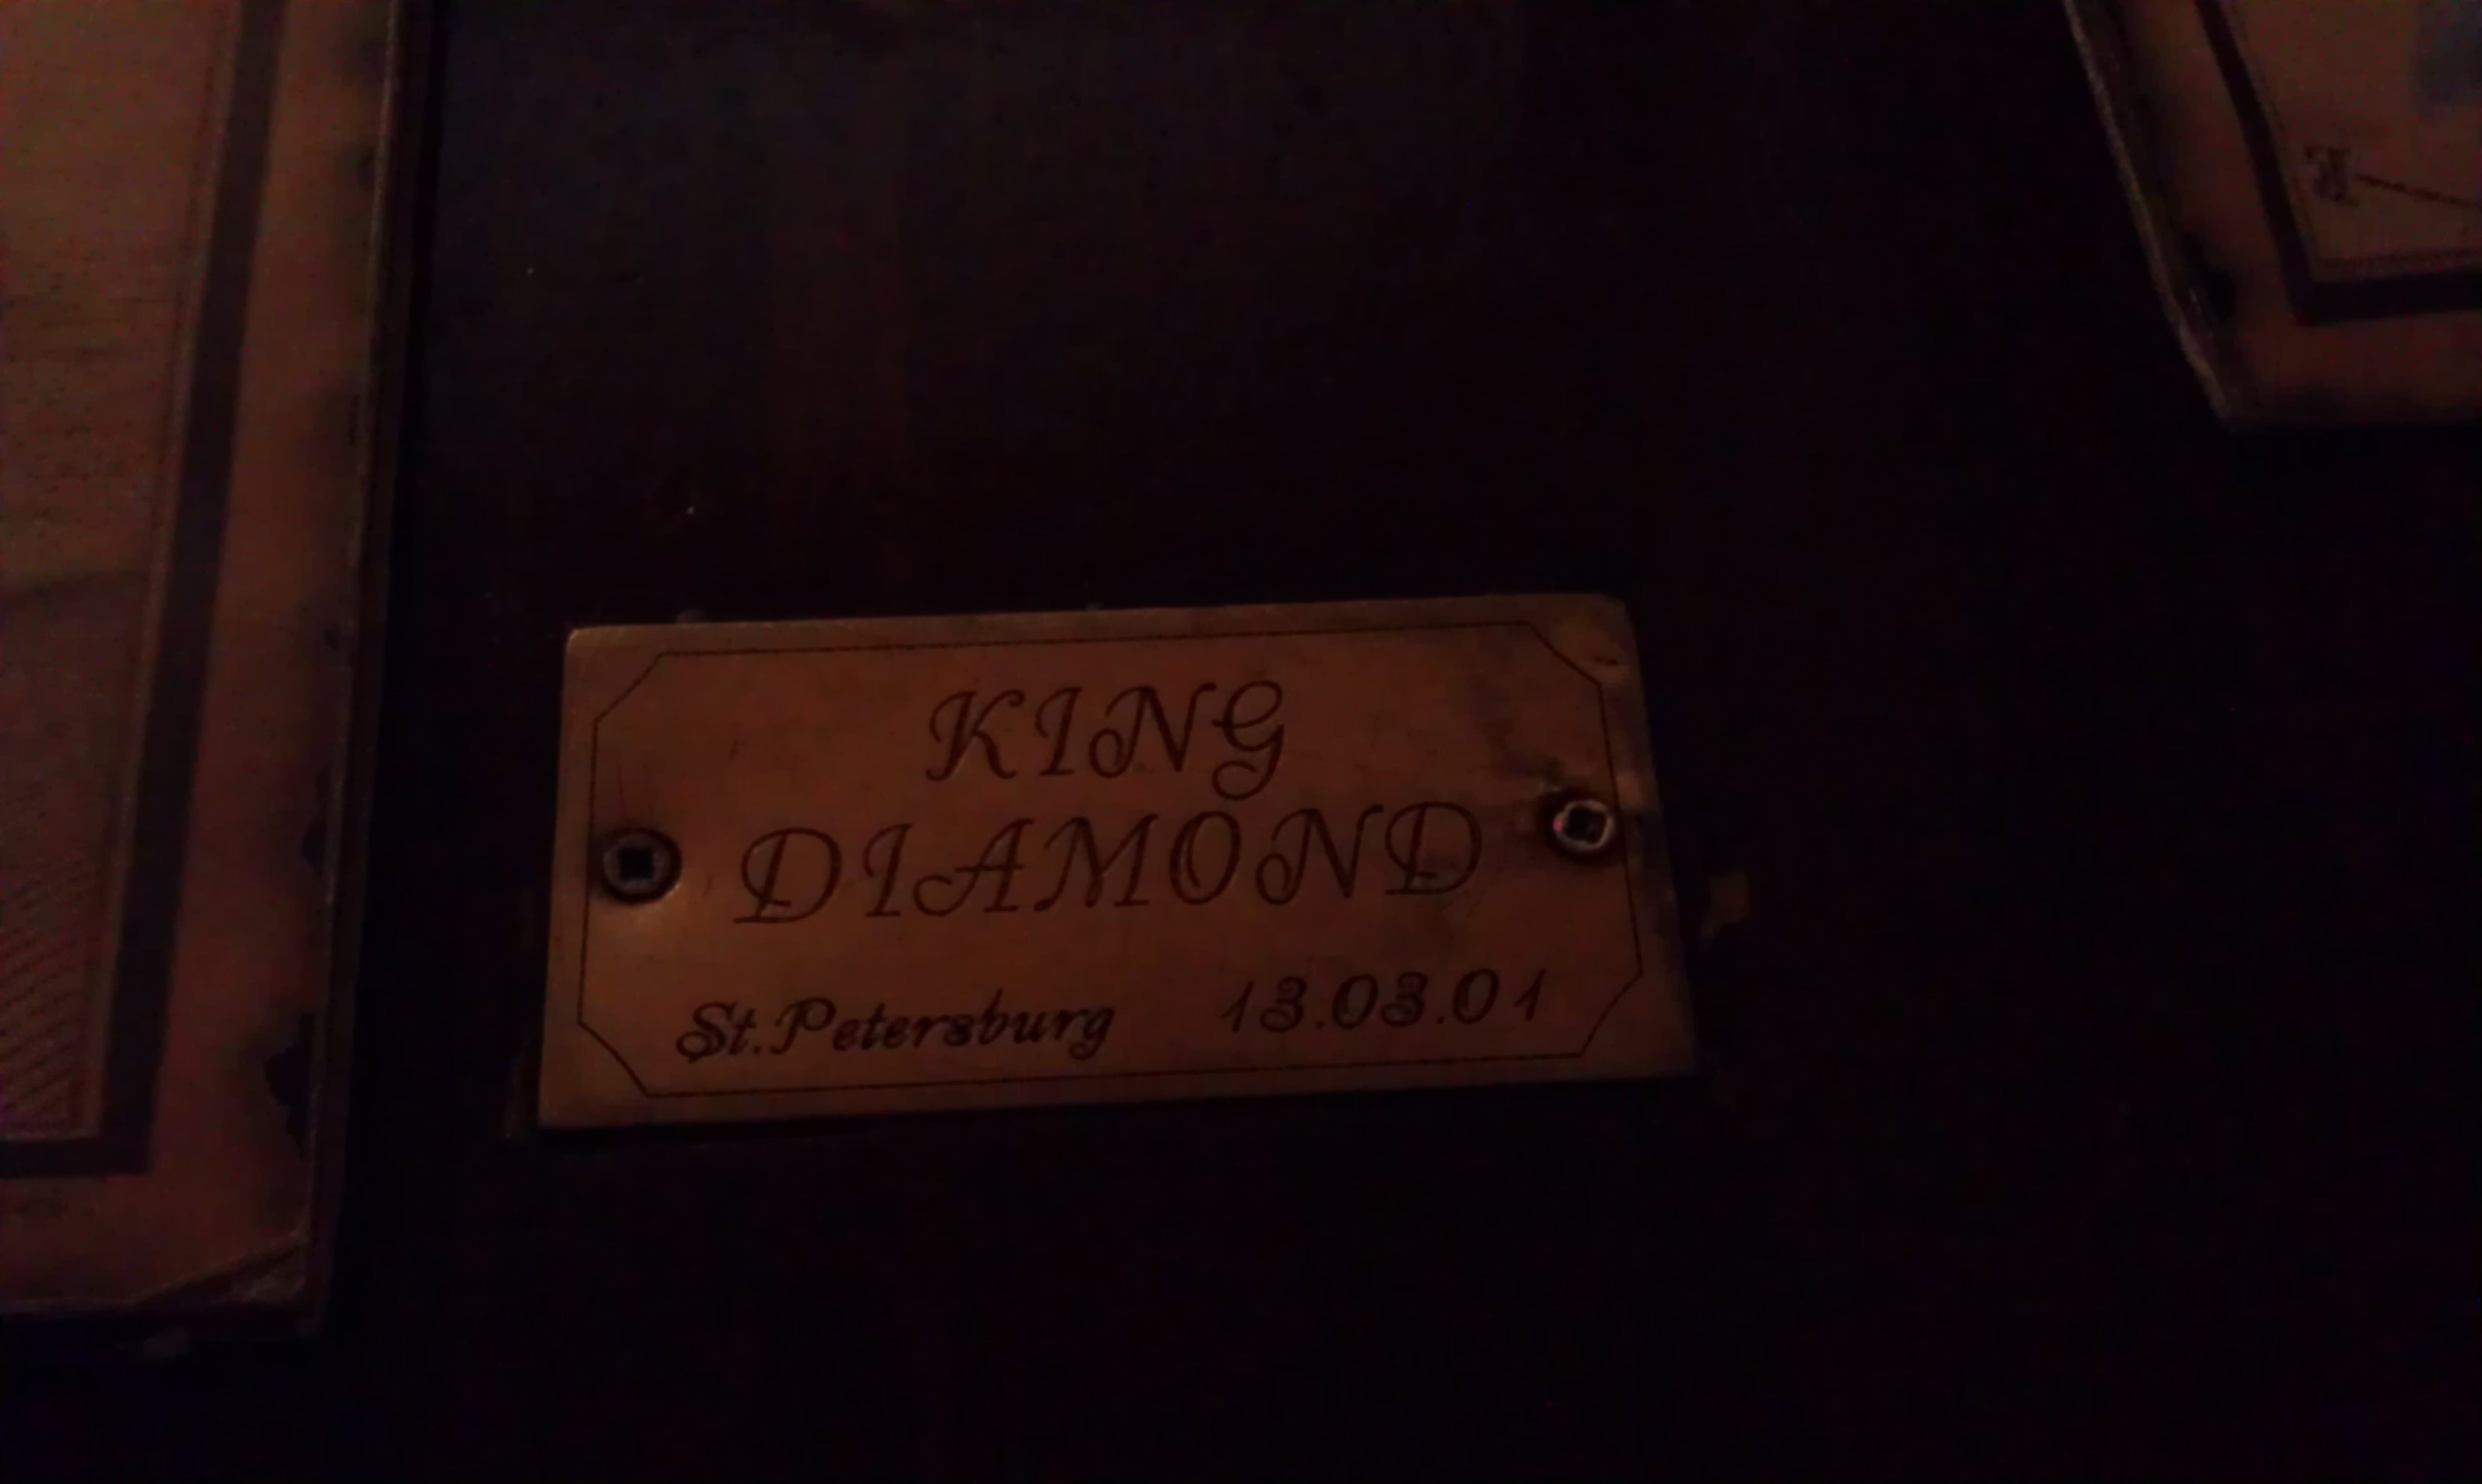 KING
DIAMOND
St. Petersburg 13.03.01